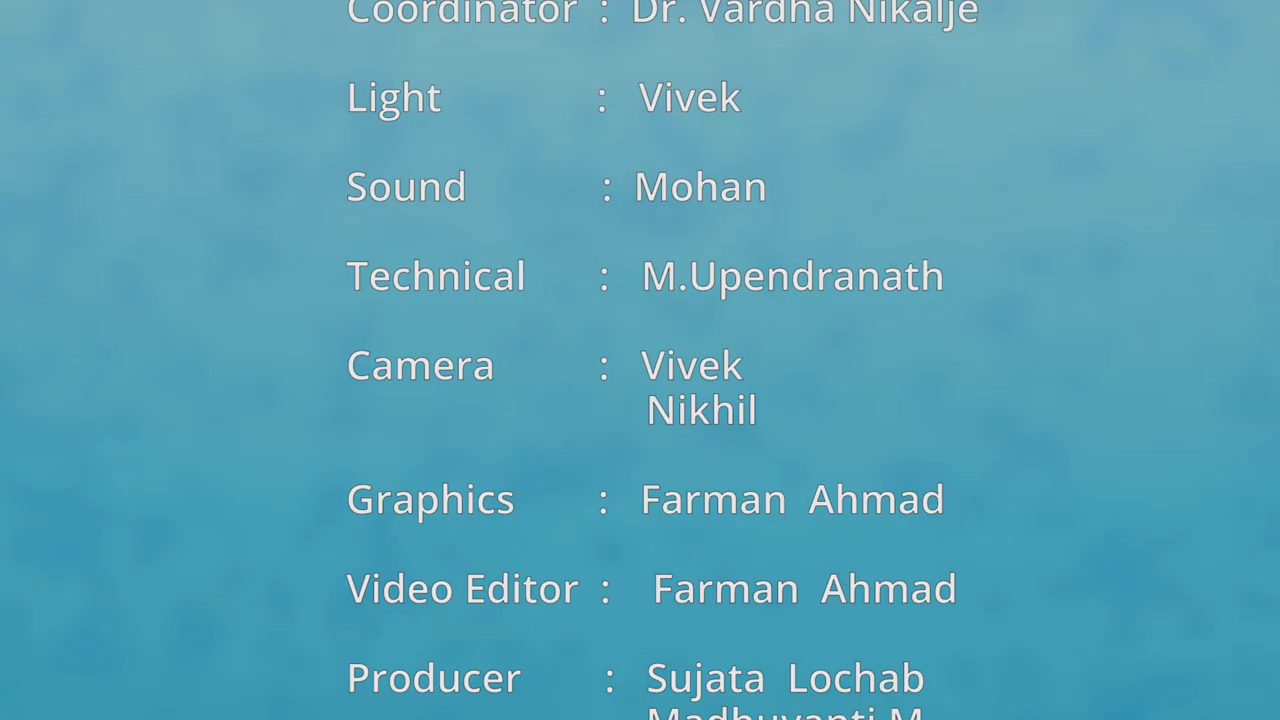 Coordinator : Dr. Vardha Nikalje
Light : Vivek
Sound : Mohan
Technical : M.Upendranath
Camera : Vivek
Nikhil
Graphics : Farman Ahmad
Video Editor : Farman Ahmad
Producer : Sujata Lochab
Madhuvanti M